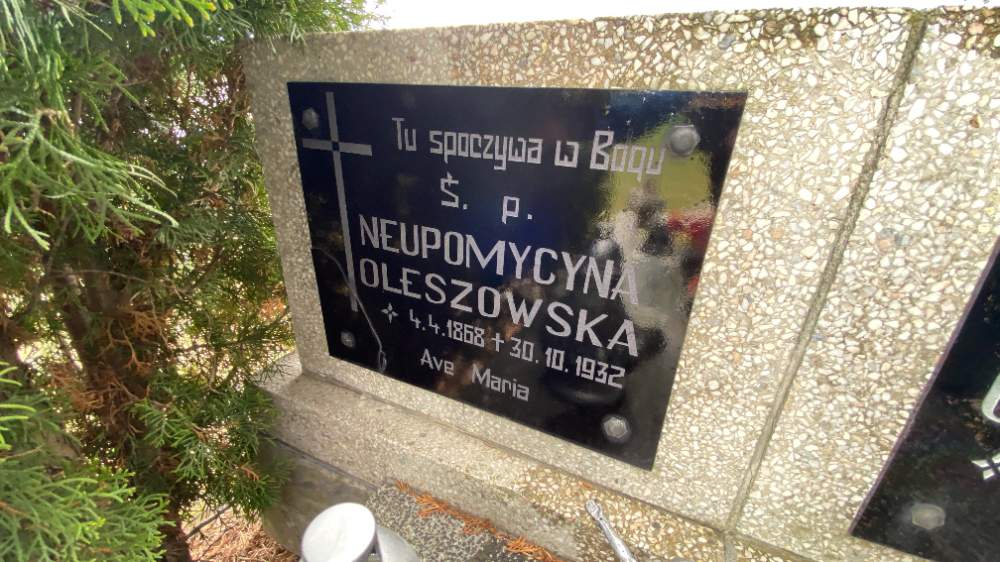 Tu spoczywa w Bogu
Ś. p.
NEUPOMYCYNA
OLESZOWSKA
4.4.1868 + 30.10.1932
Ave Maria